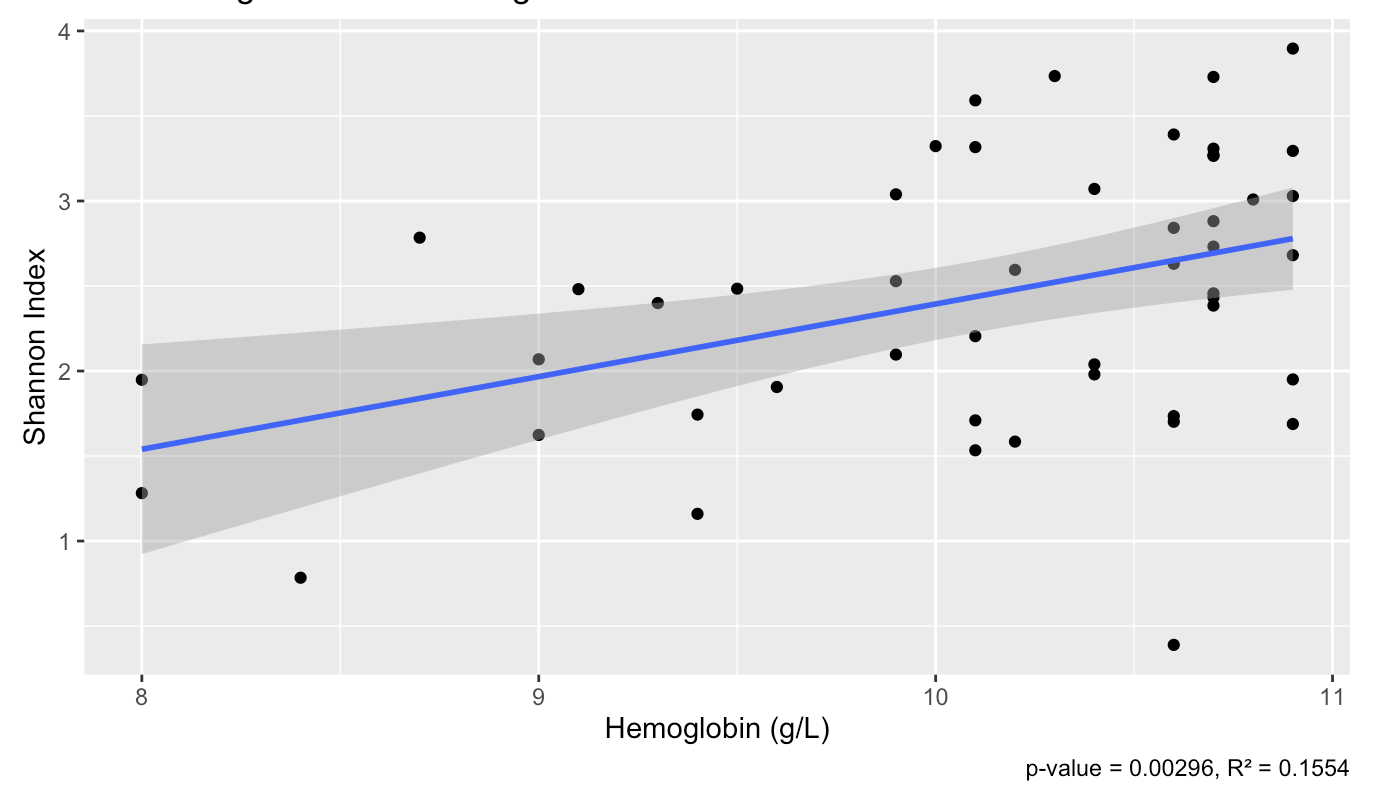 4
3
2
1
Shannon Index
8 9 10 11
Hemoglobin (g/L)
p-value = 0.00296, R² = 0.1554